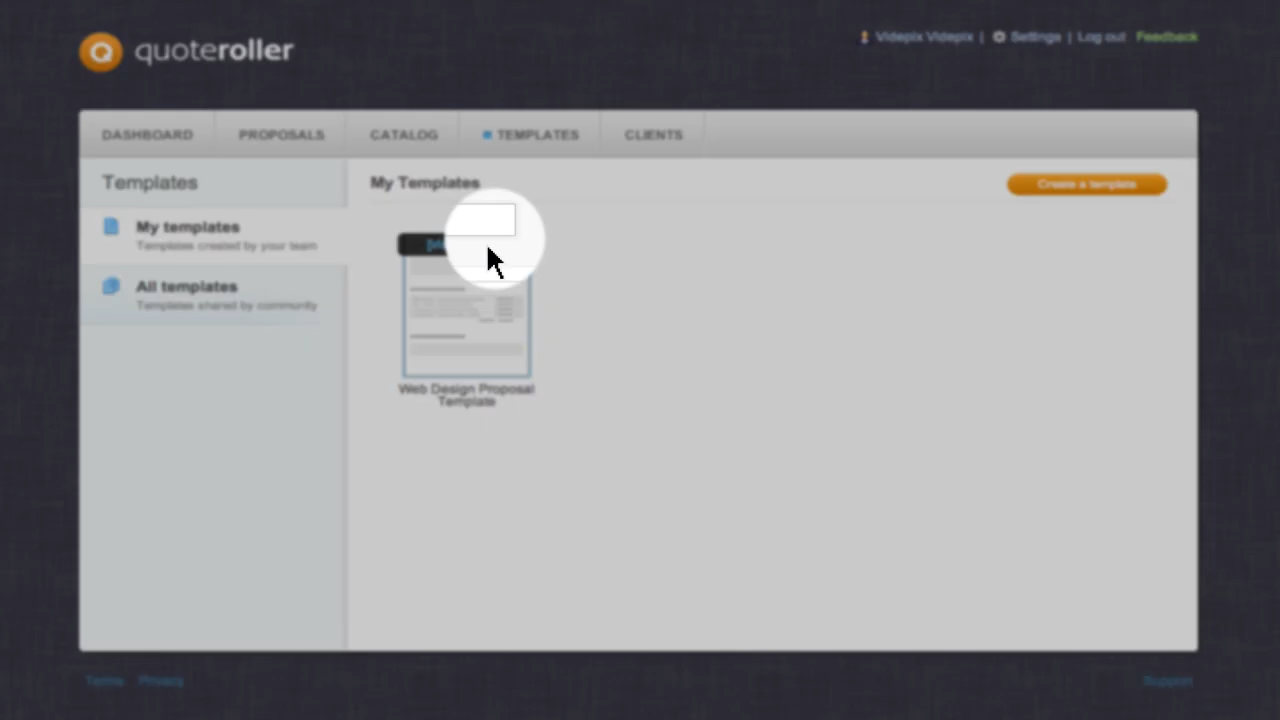 quoteroller
Videpix Videpix | Settings | Log out Feedback
DASHBOARD PROPOSALS CATALOG TEMPLATES CLIENTS
Templates
My templates
Templates created by your team
All templates
Templates shared by community
My Templates
Create a template
Web Design Proposal
Template
Terms Privacy
Support